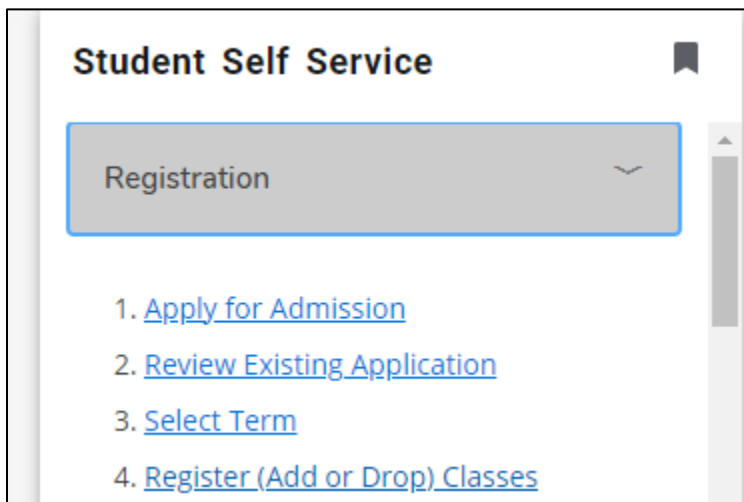 Student Self Service
Registration
1. Apply for Admission
2. Review Existing Application
3. Select Term
4. Register (Add or Drop) Classes